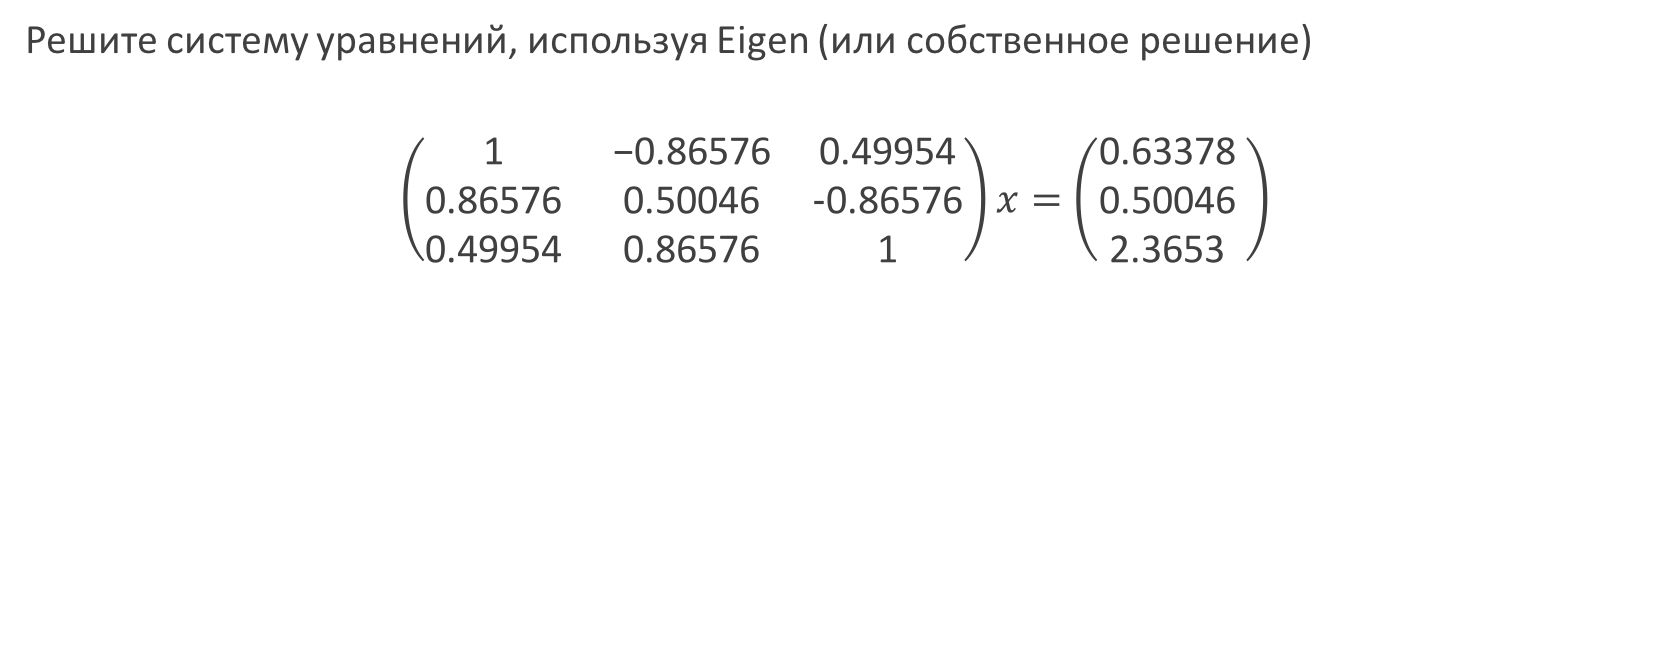 Решите систему уравнений, используя Eigen (или собственное решение)
1 −0.86576 0.49954 0.63378
0.86576 0.50046 -0.86576 x = 0.50046
0.49954 0.86576 1 2.3653